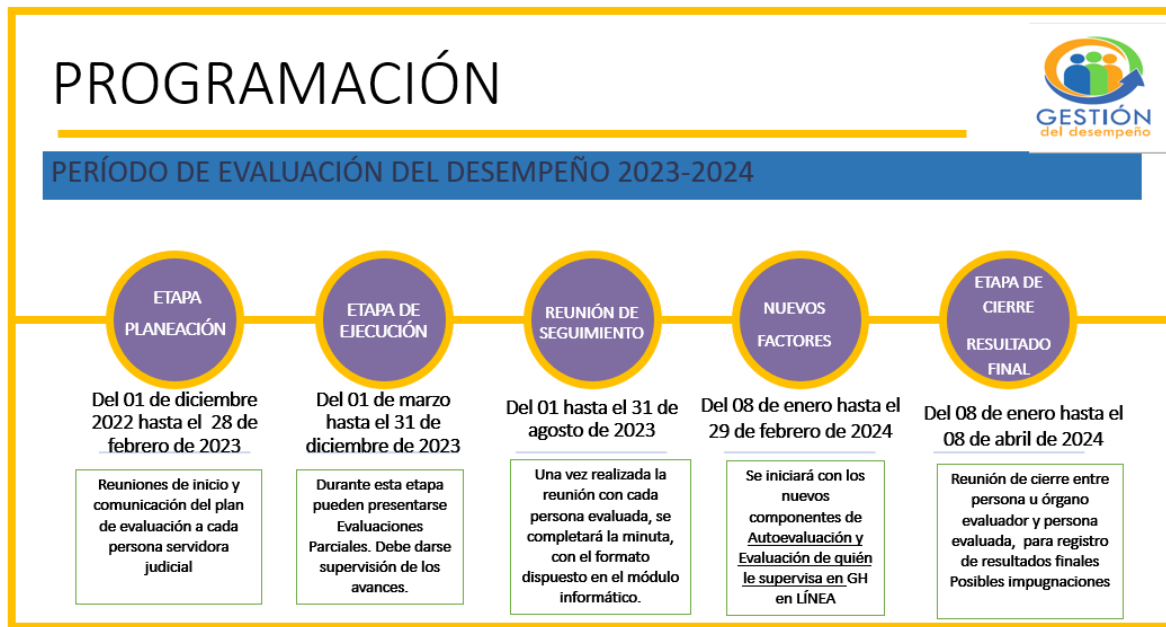 PROGRAMACIÓN
GESTIÓN
del desempeño
PERÍODO DE EVALUACIÓN DEL DESEMPEÑO 2023-2024
ETAPA
PLANEACIÓN
Del 01 de diciembre
2022 hasta el 28 de
febrero de 2023
Reuniones de inicio y
comunicación del plan
de evaluación a cada
persona servidora
judicial
ETAPA DE
EJECUCIÓN
Del 01 de marzo
hasta el 31 de
diciembre de 2023
Durante esta etapa
pueden presentarse
Evaluaciones
Parciales. Debe darse
supervisión de los
avances.
REUNIÓN DE
SEGUIMIENTO
Del 01 hasta el 31 de
agosto de 2023
Una vez realizada la
reunión con cada
persona evaluada, se
completará la minuta,
con el formato
dispuesto en el módulo
informático.
NUEVOS
FACTORES
Del 08 de enero hasta el
29 de febrero de 2024
Se iniciará con los
nuevos
componentes de
Autoevaluación y
Evaluación de quién
le supervisa en GH
en LÍNEA
ETAPA DE
CIERRE
RESULTADO
FINAL
Del 08 de enero hasta el
08 de abril de 2024
Reunión de cierre entre
persona u órgano
evaluador y persona
evaluada, para registro
de resultados finales
Posibles impugnaciones